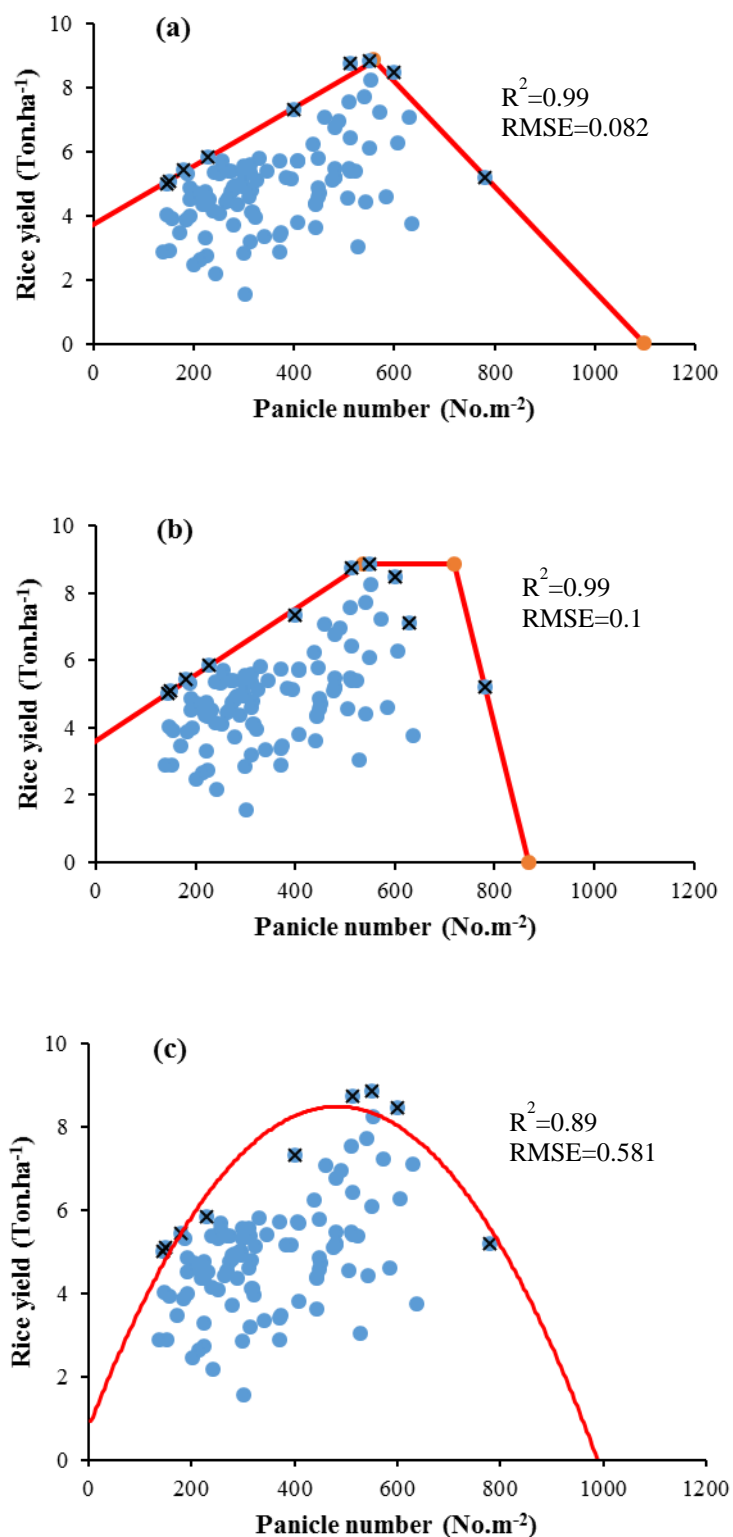 (a)
10
8
6
4
2
0
Rice yield (Ton.ha⁻¹)
R²=0.99
RMSE=0.082
0 200 400 600 800 1000 1200
Panicle number (No.m⁻²)
(b)
10
8
6
4
2
0
Rice yield (Ton.ha⁻¹)
R²=0.99
RMSE=0.1
0 200 400 600 800 1000 1200
Panicle number (No.m⁻²)
(c)
10
8
6
4
2
0
Rice yield (Ton.ha⁻¹)
R²=0.89
RMSE=0.581
0 200 400 600 800 1000 1200
Panicle number (No.m⁻²)